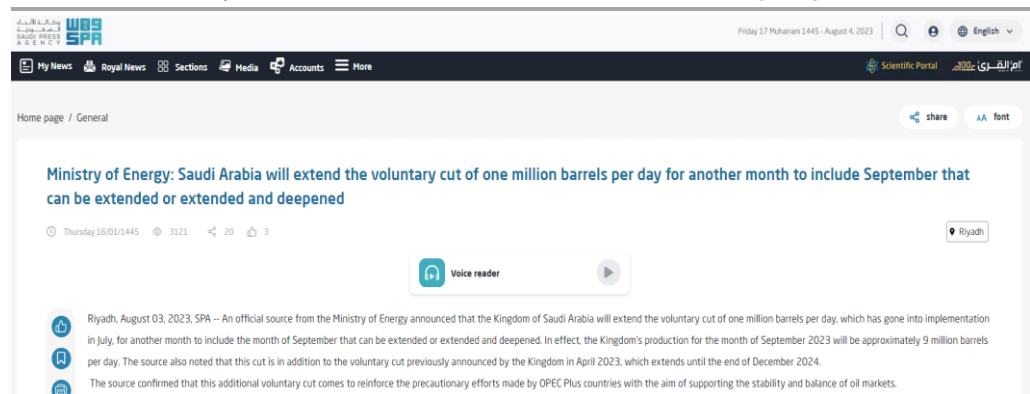 وكالة الأنباء السعودية
SAUDI PRESS AGENCY
واس
SPA
Friday 17 Muharram 1445 - August 4, 2023
English
My News
Royal News
Sections
Media
Accounts
More
Scientific Portal
أم القــرى
100
Home page / General
share
AA font
Ministry of Energy: Saudi Arabia will extend the voluntary cut of one million barrels per day for another month to include September that
can be extended or extended and deepened
Thursday 16/01/1445 3121 20 3
Riyadh
Voice reader
Riyadh, August 03, 2023, SPA -- An official source from the Ministry of Energy announced that the Kingdom of Saudi Arabia will extend the voluntary cut of one million barrels per day, which has gone into implementation
in July, for another month to include the month of September that can be extended or extended and deepened. In effect, the Kingdom's production for the month of September 2023 will be approximately 9 million barrels
per day. The source also noted that this cut is in addition to the voluntary cut previously announced by the Kingdom in April 2023, which extends until the end of December 2024.
The source confirmed that this additional voluntary cut comes to reinforce the precautionary efforts made by OPEC Plus countries with the aim of supporting the stability and balance of oil markets.